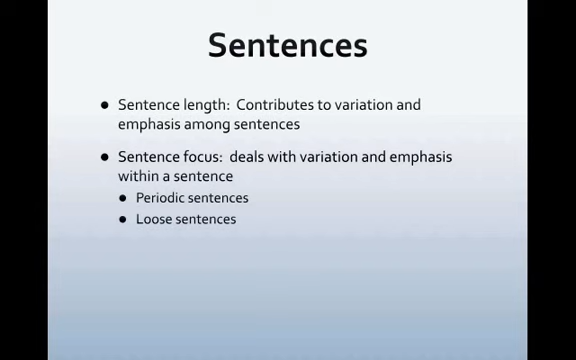 Sentences
● Sentence length:  Contributes to variation and
emphasis among sentences
● Sentence focus:  deals with variation and emphasis
within a sentence
● Periodic sentences
● Loose sentences